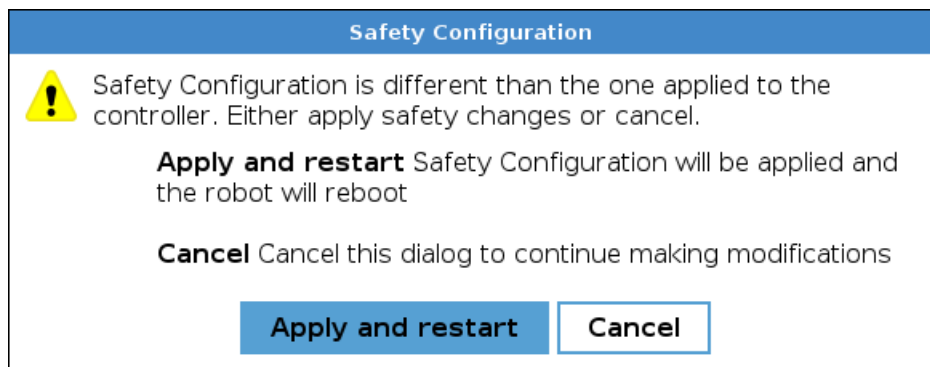 Safety Configuration
Safety Configuration is different than the one applied to the
controller. Either apply safety changes or cancel.
Apply and restart Safety Configuration will be applied and
the robot will reboot
Cancel Cancel this dialog to continue making modifications
Apply and restart
Cancel